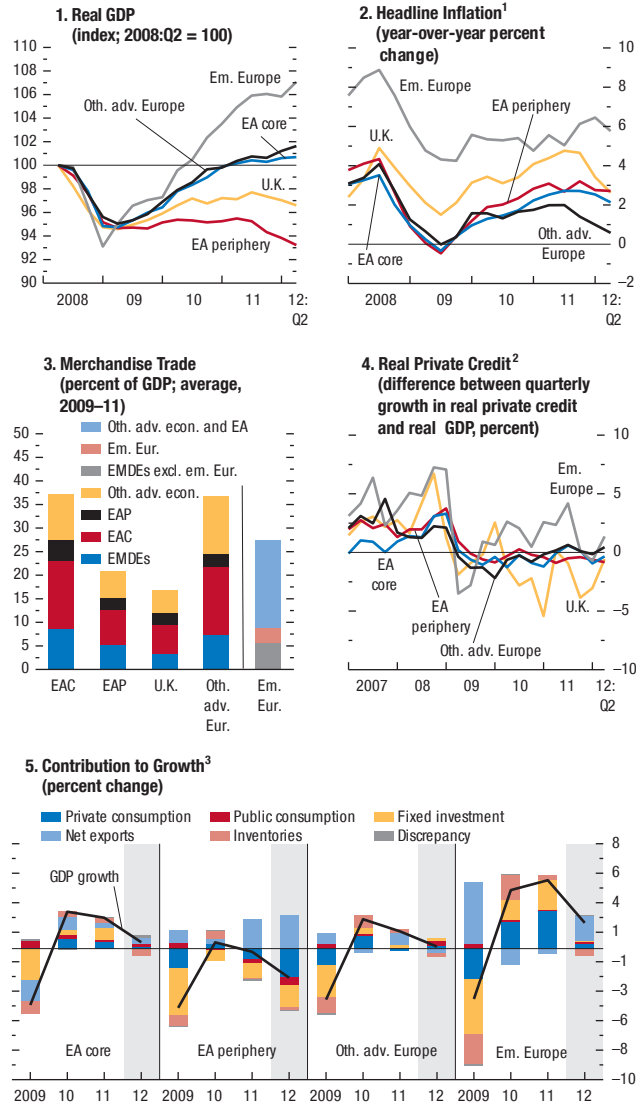 1. Real GDP
(index; 2008:Q2 = 100)
110
108
106
104
102
100
98
96
94
92
90
Em. Europe
Oth. adv. Europe
EA core
U.K.
EA periphery
2008
09
10
11
12:
Q2
2. Headline Inflation¹
(year-over-year percent
change)
10
8
6
4
2
0
–2
Em. Europe
EA periphery
U.K.
EA core
Oth. adv.
Europe
2008
09
10
11
12:
Q2
3. Merchandise Trade
(percent of GDP; average,
2009–11)
50
45
40
35
30
25
20
15
10
5
0
Oth. adv. econ. and EA
Em. Eur.
EMDEs excl. em. Eur.
Oth. adv. econ.
EAP
EAC
EMDEs
EAC
EAP
U.K.
Oth.
adv.
Eur.
Em.
Eur.
4. Real Private Credit²
(difference between quarterly
growth in real private credit
and real GDP, percent)
10
5
0
–5
–10
Em.
Europe
EA
core
EA
periphery
Oth. adv. Europe
U.K.
2007
08
09
10
11
12:
Q2
5. Contribution to Growth³
(percent change)
Private consumption
Public consumption
Fixed investment
Net exports
Inventories
Discrepancy
GDP growth
8
6
4
2
1
–1
–3
–4
–6
–8
–10
EA core
EA periphery
Oth. adv. Europe
Em. Europe
2009 10 11 12 2009 10 11 12 2009 10 11 12 2009 10 11 12